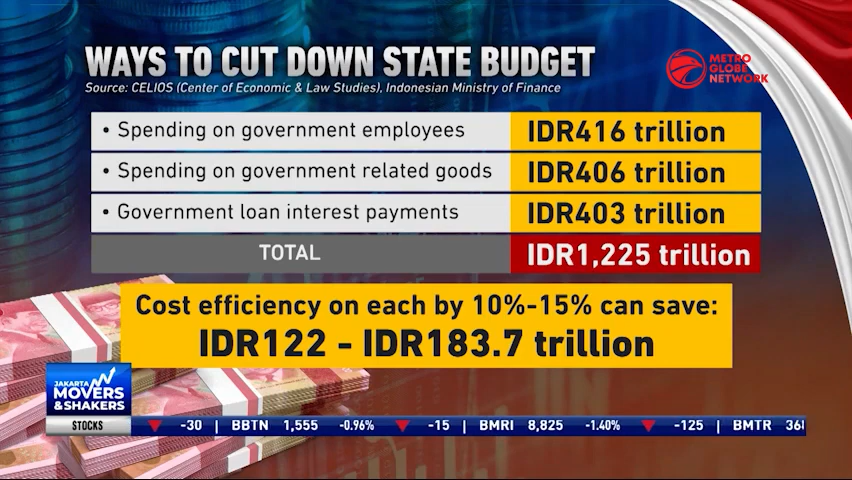 WAYS TO CUT DOWN STATE BUDGET
Source: CELIOS (Center of Economic & Law Studies), Indonesian Ministry of Finance
METRO
GLOBE
NETWORK
• Spending on government employees IDR416 trillion
• Spending on government related goods IDR406 trillion
• Government loan interest payments IDR403 trillion
TOTAL IDR1,225 trillion
Cost efficiency on each by 10%-15% can save:
IDR122 - IDR183.7 trillion
JAKARTA
MOVERS
& SHAKERS
STOCKS ▼ -30 | BBTN 1,555 -0.96% ▼ -15 | BMRI 8,825 -1.40% ▼ -125 | BMTR